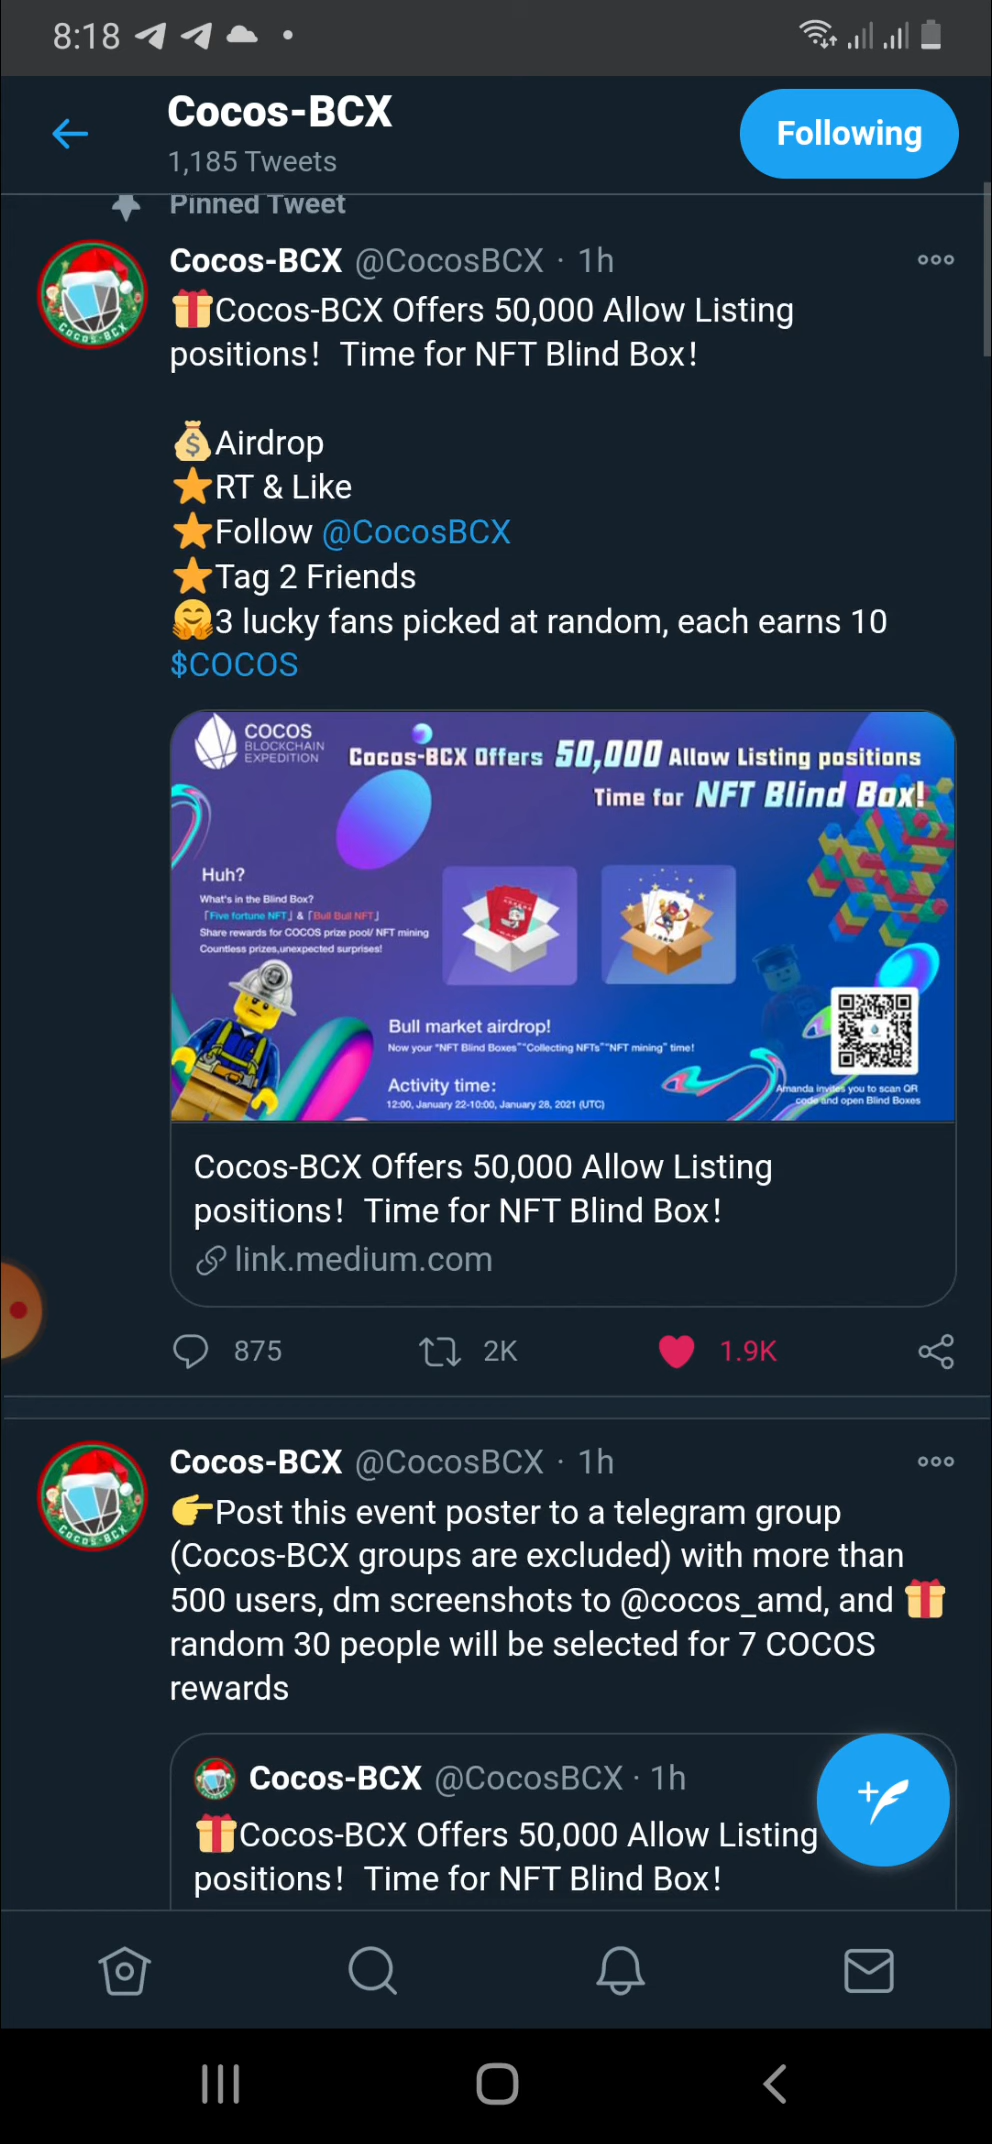 8:18
Cocos-BCX
1,185 Tweets
Following
Pinned Tweet
Cocos-BCX @CocosBCX · 1h
🎁Cocos-BCX Offers 50,000 Allow Listing
positions！ Time for NFT Blind Box！
💰Airdrop
⭐RT & Like
⭐Follow @CocosBCX
⭐Tag 2 Friends
🤗3 lucky fans picked at random, each earns 10
$COCOS
COCOS
BLOCKCHAIN
EXPEDITION
Cocos-BCX Offers 50,000 Allow Listing positions
Time for NFT Blind Box!
Huh?
What's in the Blind Box?
「Five fortune NFT」 & 「Bull Bull NFT」
Share rewards for COCOS prize pool/ NFT mining
Countless prizes,unexpected surprises!
Bull market airdrop!
Now your "NFT Blind Boxes" "Collecting NFTs" "NFT mining" time!
Activity time:
12:00, January 22-10:00, January 28, 2021 (UTC)
Amanda invites you to scan QR
code and open Blind Boxes
Cocos-BCX Offers 50,000 Allow Listing
positions！ Time for NFT Blind Box！
link.medium.com
875 2K 1.9K
Cocos-BCX @CocosBCX · 1h
👉Post this event poster to a telegram group
(Cocos-BCX groups are excluded) with more than
500 users, dm screenshots to @cocos_amd, and 🎁
random 30 people will be selected for 7 COCOS
rewards
Cocos-BCX @CocosBCX · 1h
🎁Cocos-BCX Offers 50,000 Allow Listing
positions！ Time for NFT Blind Box！